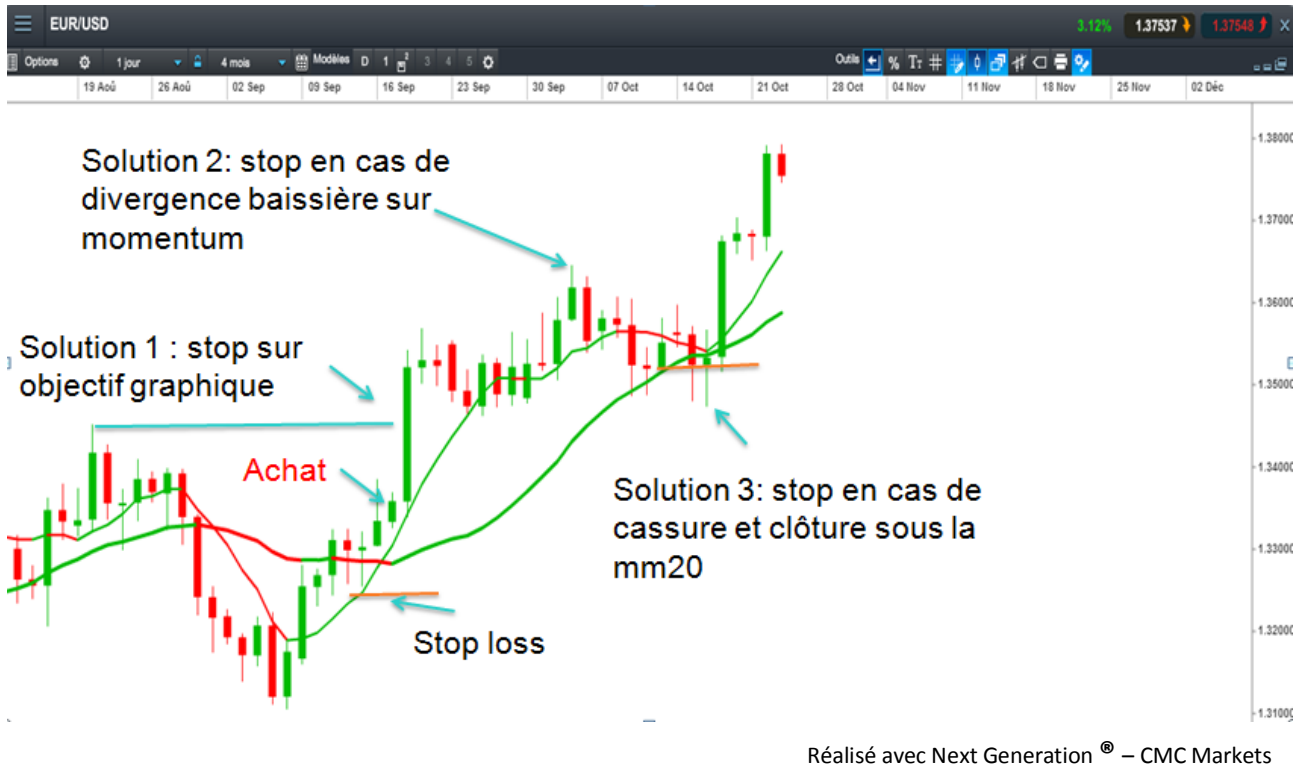 EUR/USD
3.12% 1.37537 1.37548 X
Options 1 jour 4 mois Modèles D 1 2 3 4 5 Outils % TT
19 Aoû 26 Aoû 02 Sep 09 Sep 16 Sep 23 Sep 30 Sep 07 Oct 14 Oct 21 Oct 28 Oct 04 Nov 11 Nov 18 Nov 25 Nov 02 Déc
1.38000
Solution 2: stop en cas de
divergence baissière sur
momentum
1.37000
1.36000
Solution 1 : stop sur
objectif graphique
1.35000
Achat
1.34000
Solution 3: stop en cas de
cassure et clôture sous la
mm20
1.33000
Stop loss
1.32000
1.31000
Réalisé avec Next Generation ® – CMC Markets